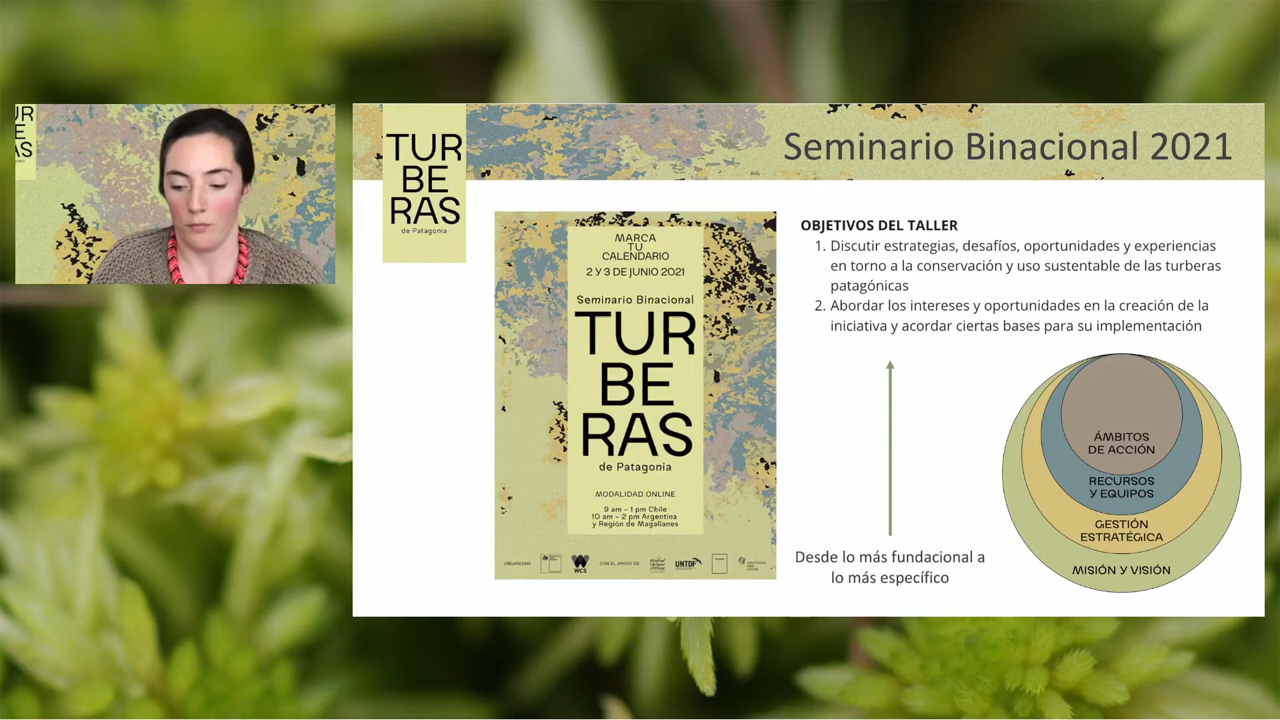 UR
E
AS
TUR
BE
RAS
de Patagonia
Seminario Binacional 2021
MARCA
TU
CALENDARIO
2 Y 3 DE JUNIO 2021
Seminario Binacional
TUR
BE
RAS
de Patagonia
MODALIDAD ONLINE
9 am – 1 pm Chile
10 am – 2 pm Argentina
y Región de Magallanes
ORGANIZAN
WCS
CON EL APOYO DE
UNTDF
OBJETIVOS DEL TALLER
1. Discutir estrategias, desafíos, oportunidades y experiencias
en torno a la conservación y uso sustentable de las turberas
patagónicas
2. Abordar los intereses y oportunidades en la creación de la
iniciativa y acordar ciertas bases para su implementación
Desde lo más fundacional a
lo más específico
ÁMBITOS
DE ACCIÓN
RECURSOS
Y EQUIPOS
GESTIÓN
ESTRATÉGICA
MISIÓN Y VISIÓN